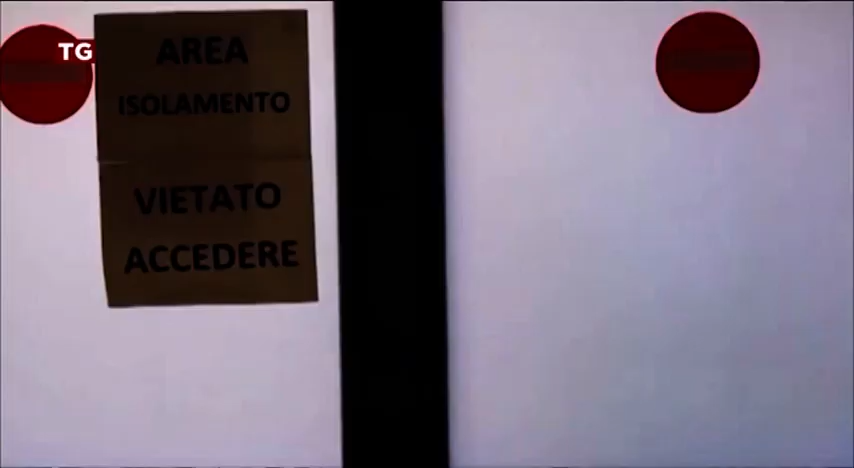 TG
AREA
ISOLAMENTO
VIETATO
ACCEDERE